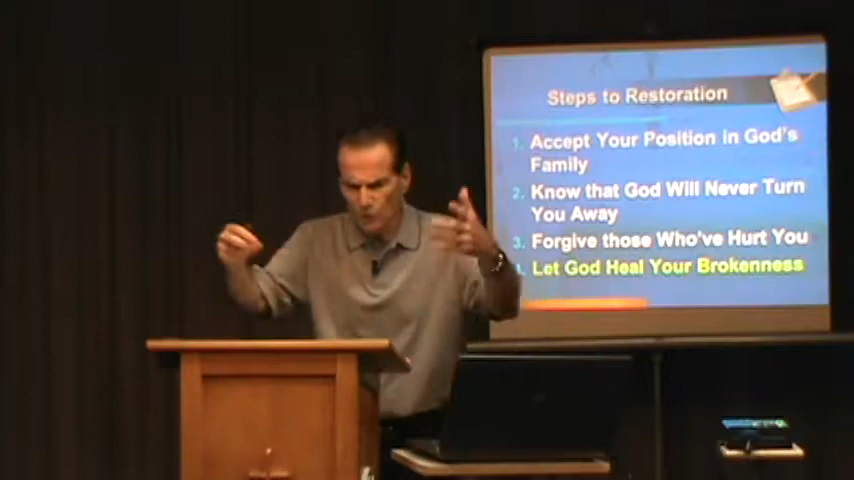 Steps to Restoration
1. Accept Your Position in God's
Family
2. Know that God Will Never Turn
You Away
3. Forgive those Who've Hurt You
4. Let God Heal Your Brokenness